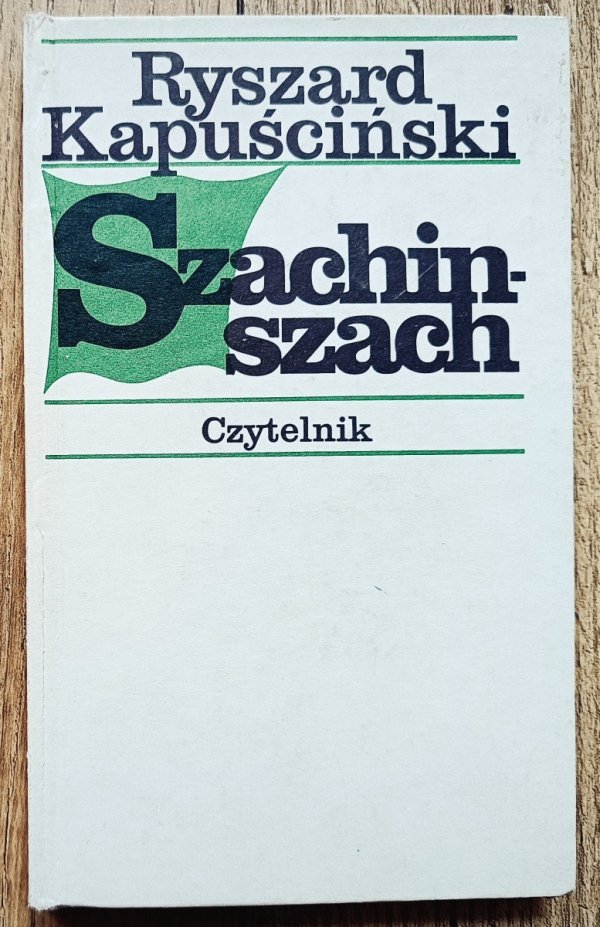 Ryszard
Kapuściński
Szachin-
szach
Czytelnik